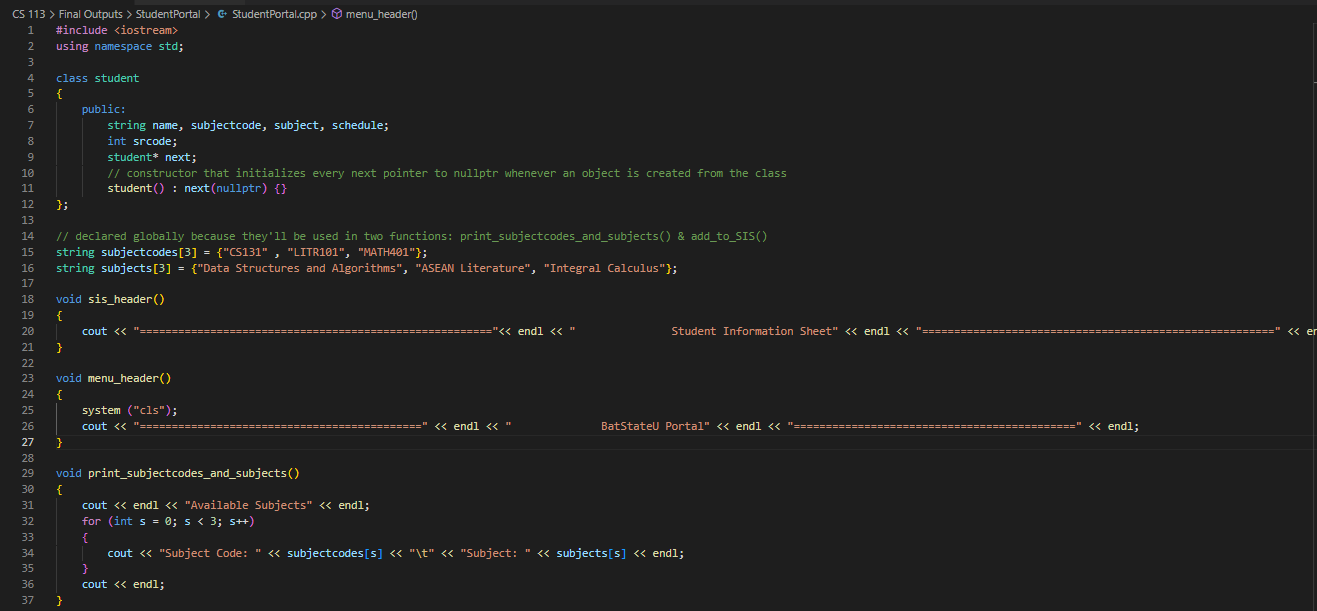 CS 113 > Final Outputs > StudentPortal > StudentPortal.cpp > menu_header()
1 #include <iostream>
2 using namespace std;
3
4 class student
5 {
6 public:
7 string name, subjectcode, subject, schedule;
8 int srcode;
9 student* next;
10 // constructor that initializes every next pointer to nullptr whenever an object is created from the class
11 student() : next(nullptr) {}
12 };
13
14 // declared globally because they'll be used in two functions: print_subjectcodes_and_subjects() & add_to_SIS()
15 string subjectcodes[3] = {"CS131" , "LITR101", "MATH401"};
16 string subjects[3] = {"Data Structures and Algorithms", "ASEAN Literature", "Integral Calculus"};
17
18 void sis_header()
19 {
20 cout << "======================================================="<< endl << "               Student Information Sheet" << endl << "=======================================================" << en
21 }
22
23 void menu_header()
24 {
25 system ("cls");
26 cout << "============================================" << endl << "              BatStateU Portal" << endl << "============================================" << endl;
27 }
28
29 void print_subjectcodes_and_subjects()
30 {
31 cout << endl << "Available Subjects" << endl;
32 for (int s = 0; s < 3; s++)
33 {
34 cout << "Subject Code: " << subjectcodes[s] << "\t" << "Subject: " << subjects[s] << endl;
35 }
36 cout << endl;
37 }